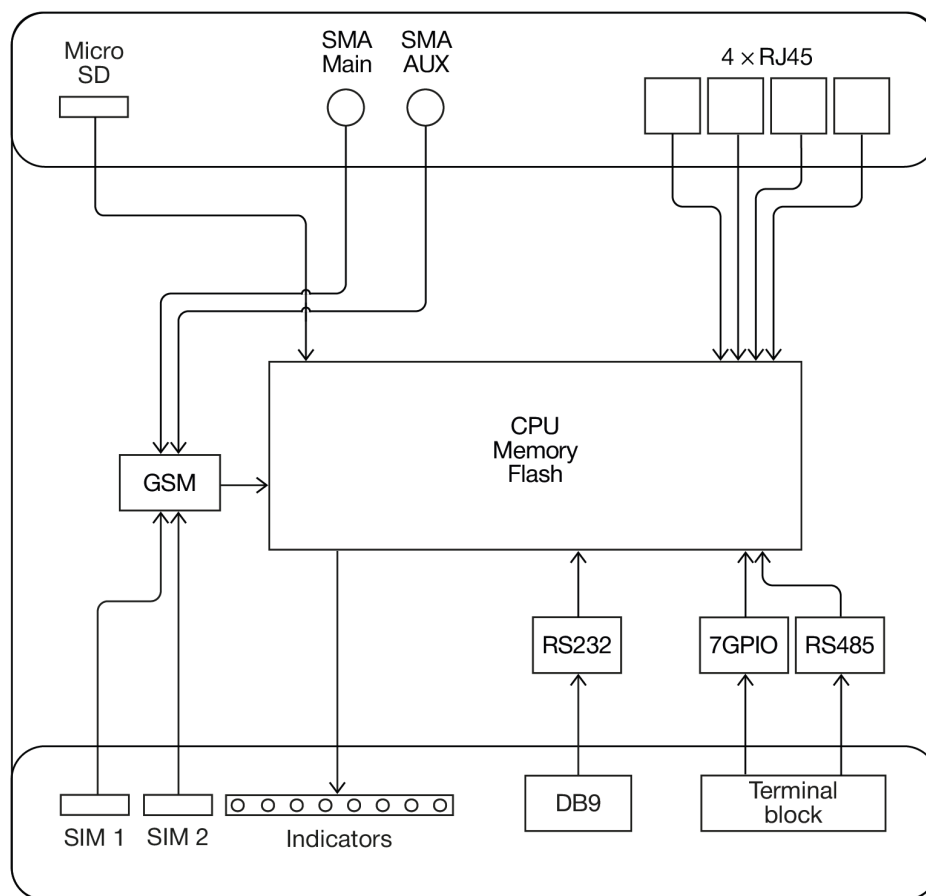 Micro
SD
SMA
Main
SMA
AUX
4 × RJ45
CPU
Memory
Flash
GSM
RS232
7GPIO
RS485
SIM 1
SIM 2
Indicators
DB9
Terminal
block